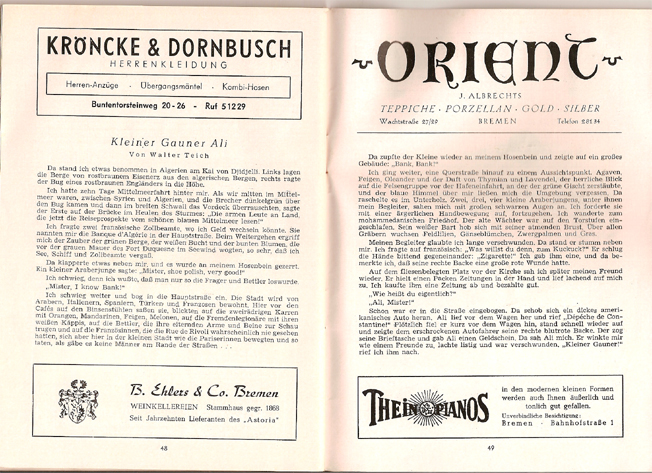 KRÖNCKE & DORNBUSCH
HERRENKLEIDUNG
Herren-Anzüge · Übergangsmäntel · Kombi-Hosen
Buntentorsteinweg 20-26 - Ruf 51229
Kleiner Gauner Ali
Von Walter Teich
Da stand ich etwas benommen in Algerien am Kai von Djidjelli. Links lagen
die Berge von rostbraunem Eisenerz aus den algerischen Bergen, rechts ragte
der Bug eines rostbraunen Engländers in die Höhe.
Ich hatte zehn Tage Mittelmeerfahrt hinter mir. Als wir mitten im Mittel-
meer waren, zwischen Syrien und Algerien, und die Brecher dunkelgrün über
den Bug kamen und dann im breiten Schwall das Vordeck überrauschten, sagte
der Erste auf der Brücke im Heulen des Sturmes: „Die armen Leute an Land,
die jetzt die Reiseprospekte vom schönen blauen Mittelmeer lesen!"
Ich fragte zwei französische Zollbeamte, wo ich Geld wechseln könnte. Sie
nannten mir die Banque d'Algérie in der Hauptstraße. Beim Weitergehen ergriff
mich der Zauber der grünen Berge, der weißen Bucht und der bunten Blumen, die
vor der grauen Mauer des Fort Duquesne im Seewind wogten, so sehr, daß ich
See, Schiff und Zollbeamte vergaß.
Da klapperte etwas neben mir, und es wurde an meinem Hosenbein gezerrt.
Ein kleiner Araberjunge sagte: „Mister, shoe polish, very good!"
Ich schwieg, denn ich wußte, daß man nur so die Frager und Bettler loswurde.
„Mister, I know Bank!"
Ich schwieg weiter und bog in die Hauptstraße ein. Die Stadt wird von
Arabern, Italienern, Spaniern, Türken und Franzosen bewohnt. Hier vor den
Cafés auf den Binsenstühlen saßen sie, blickten auf die zweirädrigen Karren
mit Orangen, Mandarinen, Feigen, Melonen, auf die Fremdenlegionäre mit ihren
weißen Käppis, auf die Bettler, die ihre eiternden Arme und Beine zur Schau
trugen und auf die Französinnen, die die Rue de Rivoli wahrscheinlich nie gesehen
hatten, sich aber hier in der kleinen Stadt wie die Pariserinnen bewegten und so
taten, als gäbe es keine Männer am Rande der Straßen . . .
B. Ehlers & Co. Bremen
WEINKELLEREIEN Stammhaus gegr. 1868
Seit Jahrzehnten Lieferanten des „Astoria"
48
ORIENT
J. ALBRECHTS
TEPPICHE · PORZELLAN · GOLD · SILBER
Wachtstraße 27/29 BREMEN Telefon 28134
Da zupfte der Kleine wieder an meinem Hosenbein und zeigte auf ein großes
Gebäude: „Bank, Bank!"
Ich ging weiter, eine Querstraße hinauf zu einem Aussichtspunkt. Agaven,
Feigen, Oleander und der Duft von Thymian und Lavendel, der herrliche Blick
auf die Felsengruppe vor der Hafeneinfahrt, an der der grüne Gischt zerstäubte,
und der blaue Himmel über mir ließen mich die Umgebung vergessen. Da
raschelte es im Unterholz. Zwei, drei, vier kleine Araberjungen, unter ihnen
mein Begleiter, sahen mich mit großen schwarzen Augen an. Ich forderte sie
mit einer ärgerlichen Handbewegung auf, fortzugehen. Ich wanderte zum
mohammedanischen Friedhof. Der alte Wächter war auf den Torstufen ein-
geschlafen. Sein weißer Bart hob sich mit seiner atmenden Brust. Über allen
Gräbern wuchsen Feldlilien, Gänseblümchen, Zwergpalmen und Ginster.
Meinen Begleiter glaubte ich lange verschwunden. Da stand er stumm neben
mir. Ich fragte auf französisch: „Was willst du denn, zum Kuckuck?" Er schlug
die Hände bittend gegeneinander: „Zigarette!" Ich gab ihm eine, und da be-
merkte ich, daß seine rechte Backe eine große rote Wunde hatte.
Auf dem fliesenbelegten Platz vor der Kirche sah ich später meinen Freund
wieder. Er hielt einen Packen Zeitungen in der Hand und lief lachend auf mich
zu. Ich kaufte ihm eine Zeitung ab und bezahlte gut.
„Wie heißt du eigentlich?"
„Ali, Mister!"
Schon war er in die Straße eingebogen. Da schob sich ein dickes ameri-
kanisches Auto heran. Ali lief vor dem Wagen her und rief: „Dépêche de Con-
stantine!" Plötzlich fiel er kurz vor dem Wagen hin, stand schnell wieder auf
und zeigte dem erschrockenen Autofahrer seine rechte blutrote Backe. Der zog
seine Brieftasche und gab Ali einen Geldschein. Da sah Ali mich. Er winkte mir
wie einem Freunde zu, lachte listig und war verschwunden. „Kleiner Gauner!"
rief ich ihm nach.
THEIN PIANOS
in den modernen kleinen Formen
werden auch Ihnen äußerlich und
tonlich gut gefallen.
Unverbindliche Besichtigung:
Bremen · Bahnhofstraße 1
49